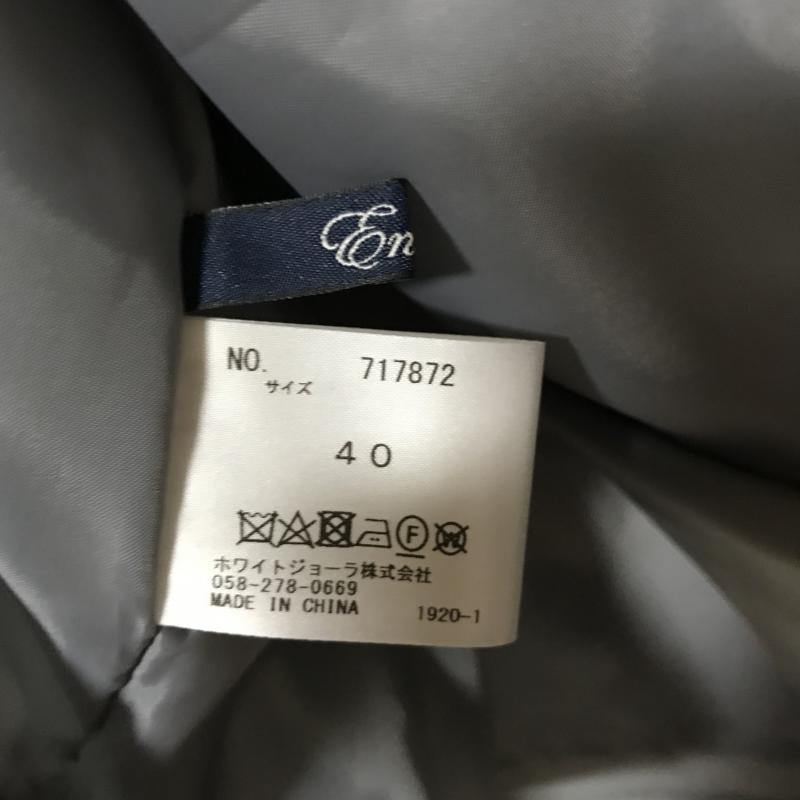 En
NO. 717872
サイズ
40
F W
ホワイトジョーラ株式会社
058-278-0669
MADE IN CHINA 1920-1